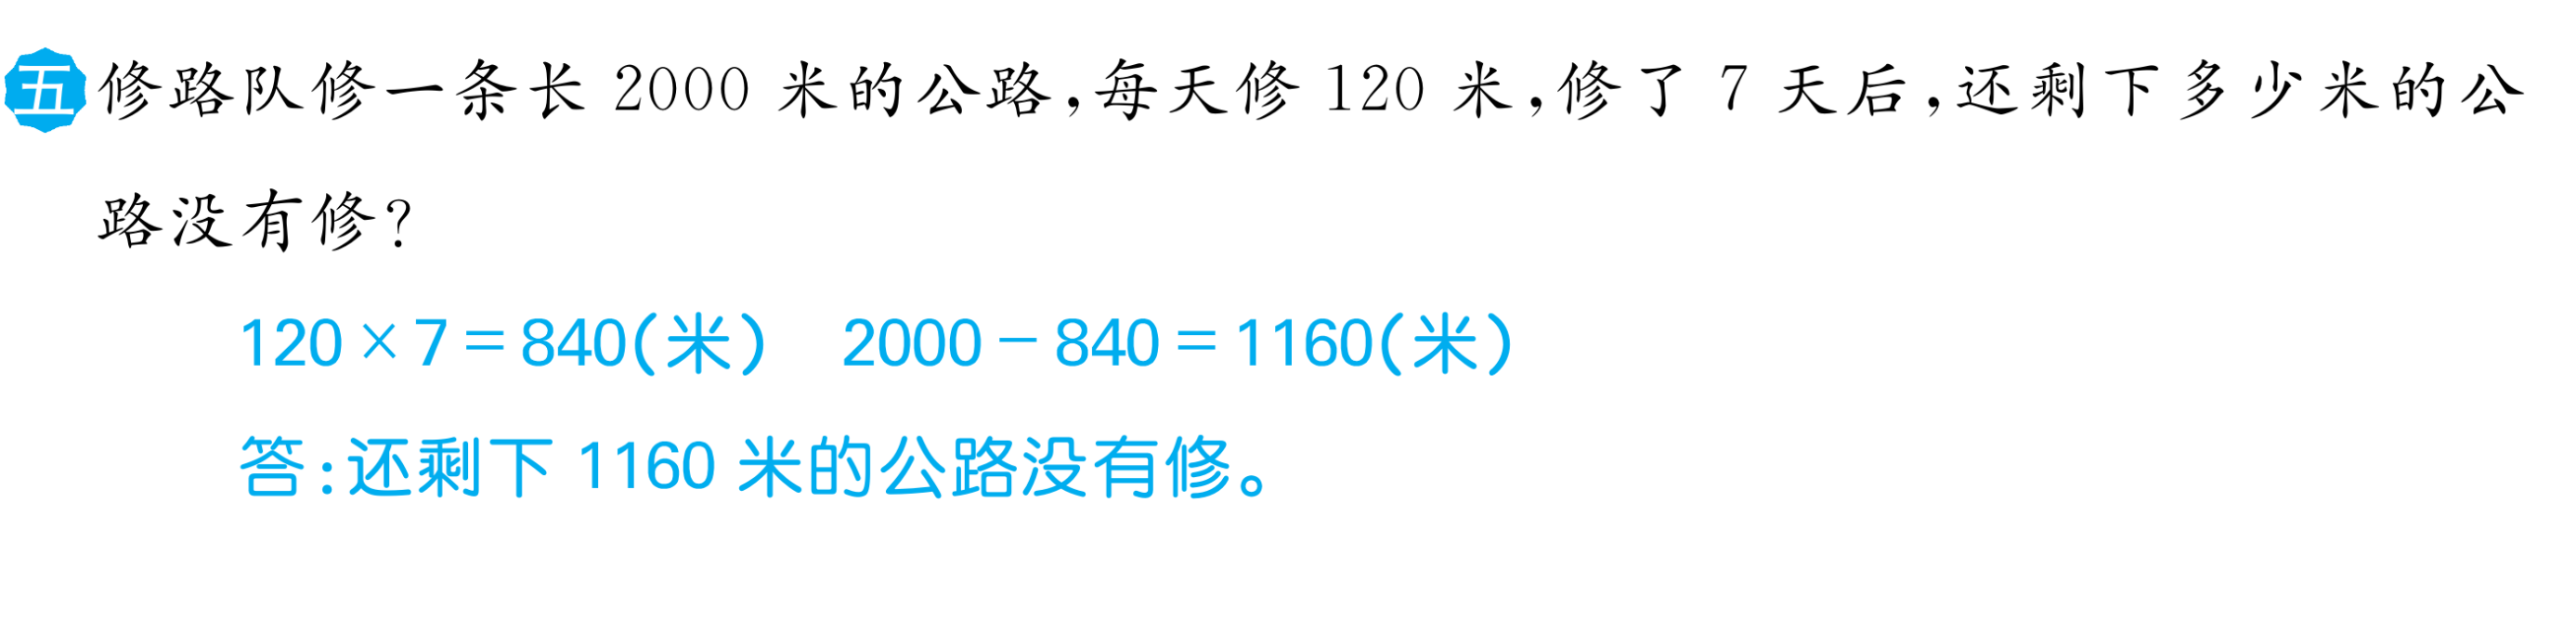 五 修路队修一条长 2000 米的公路,每天修 120 米,修了 7 天后,还剩下多少米的公
路没有修?
120×7=840(米) 2000-840=1160(米)
答:还剩下 1160 米的公路没有修。